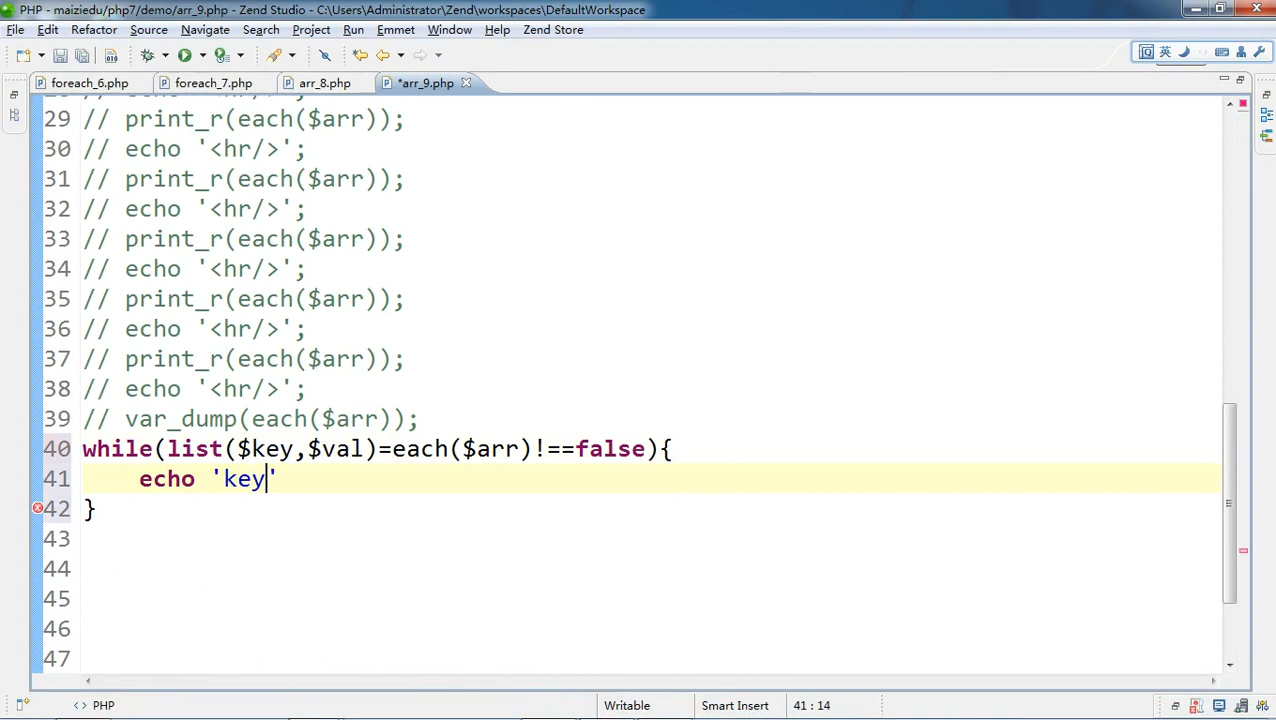 PHP - maiziedu/php7/demo/arr_9.php - Zend Studio - C:\Users\Administrator\Zend\workspaces\DefaultWorkspace
File Edit Refactor Source Navigate Search Project Run Emmet Window Help Zend Store
英
foreach_6.php foreach_7.php arr_8.php *arr_9.php
29 // print_r(each($arr));
30 // echo '<hr/>';
31 // print_r(each($arr));
32 // echo '<hr/>';
33 // print_r(each($arr));
34 // echo '<hr/>';
35 // print_r(each($arr));
36 // echo '<hr/>';
37 // print_r(each($arr));
38 // echo '<hr/>';
39 // var_dump(each($arr));
40 while(list($key,$val)=each($arr)!==false){
41 echo 'key'
42 }
43
44
45
46
47
<> PHP Writable Smart Insert 41 : 14